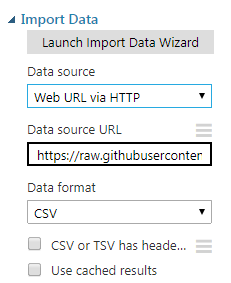 Import Data
Launch Import Data Wizard
Data source
Web URL via HTTP
Data source URL
https://raw.githubuserconten
Data format
CSV
CSV or TSV has heade...
Use cached results